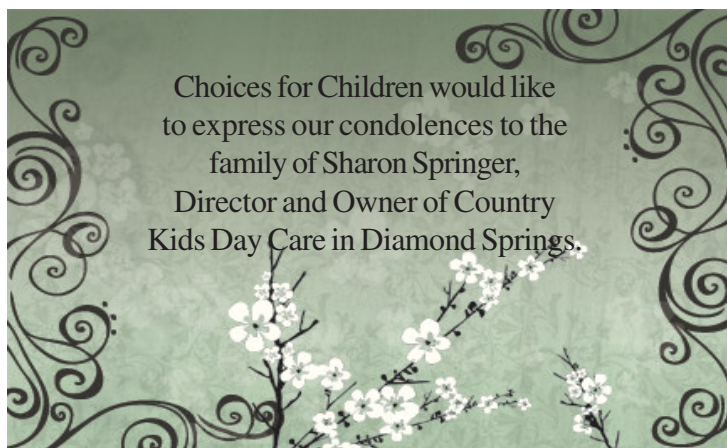 Choices for Children would like
to express our condolences to the
family of Sharon Springer,
Director and Owner of Country
Kids Day Care in Diamond Springs.